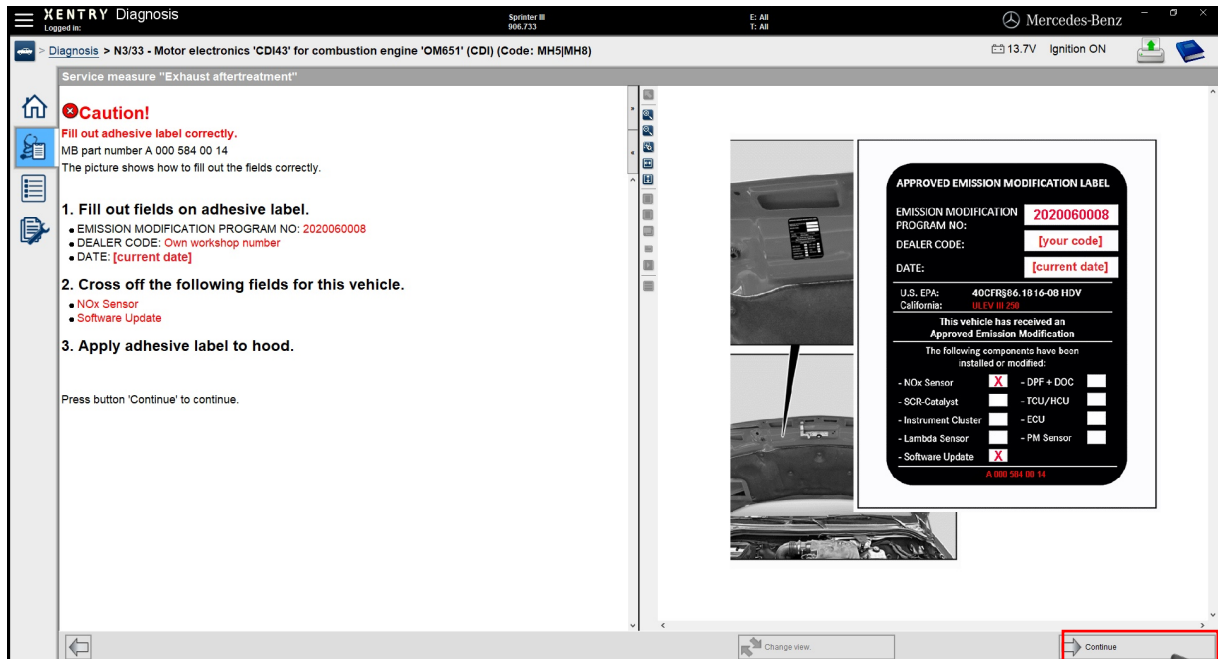 XENTRY Diagnosis
Logged in:
Sprinter III
906.733
E: All
T: All
Mercedes-Benz
> Diagnosis > N3/33 - Motor electronics 'CDI43' for combustion engine 'OM651' (CDI) (Code: MH5|MH8)
13.7V Ignition ON
Service measure "Exhaust aftertreatment"
Caution!
Fill out adhesive label correctly.
MB part number A 000 584 00 14
The picture shows how to fill out the fields correctly.
1. Fill out fields on adhesive label.
• EMISSION MODIFICATION PROGRAM NO: 2020060008
• DEALER CODE: Own workshop number
• DATE: [current date]
2. Cross off the following fields for this vehicle.
• NOx Sensor
• Software Update
3. Apply adhesive label to hood.
Press button 'Continue' to continue.
APPROVED EMISSION MODIFICATION LABEL
EMISSION MODIFICATION
PROGRAM NO:
2020060008
DEALER CODE:
[your code]
DATE:
[current date]
U.S. EPA: 40CFR§86.1816-08 HDV
California: ULEV III 250
This vehicle has received an
Approved Emission Modification
The following components have been
installed or modified:
- NOx Sensor X - DPF + DOC
- SCR-Catalyst - TCU/HCU
- Instrument Cluster - ECU
- Lambda Sensor - PM Sensor
- Software Update X
A 000 584 00 14
Change view.
Continue